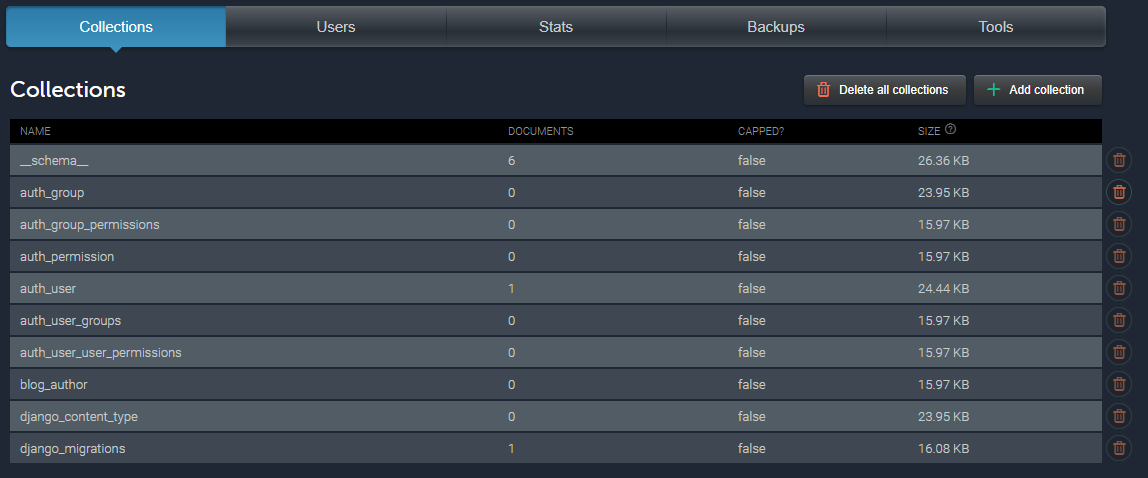 Collections Users Stats Backups Tools
Collections Delete all collections Add collection
NAME DOCUMENTS CAPPED? SIZE ?
__schema__ 6 false 26.36 KB
auth_group 0 false 23.95 KB
auth_group_permissions 0 false 15.97 KB
auth_permission 0 false 15.97 KB
auth_user 1 false 24.44 KB
auth_user_groups 0 false 15.97 KB
auth_user_user_permissions 0 false 15.97 KB
blog_author 0 false 15.97 KB
django_content_type 0 false 23.95 KB
django_migrations 1 false 16.08 KB